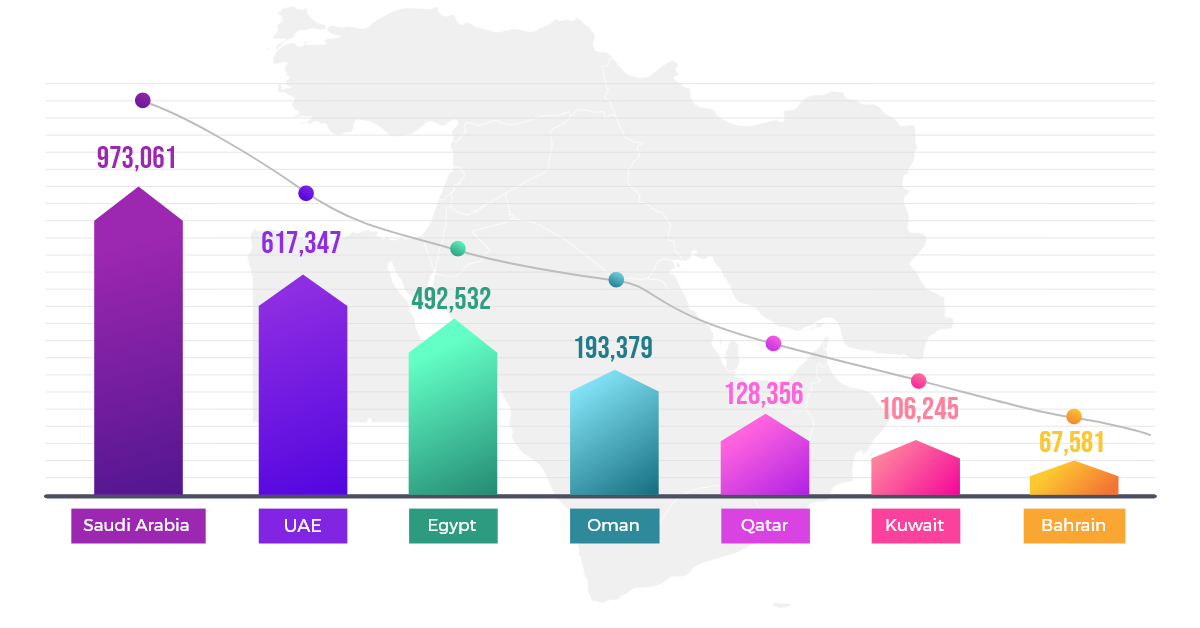 973,061
617,347
492,532
193,379
128,356
106,245
67,581
Saudi Arabia
UAE
Egypt
Oman
Qatar
Kuwait
Bahrain